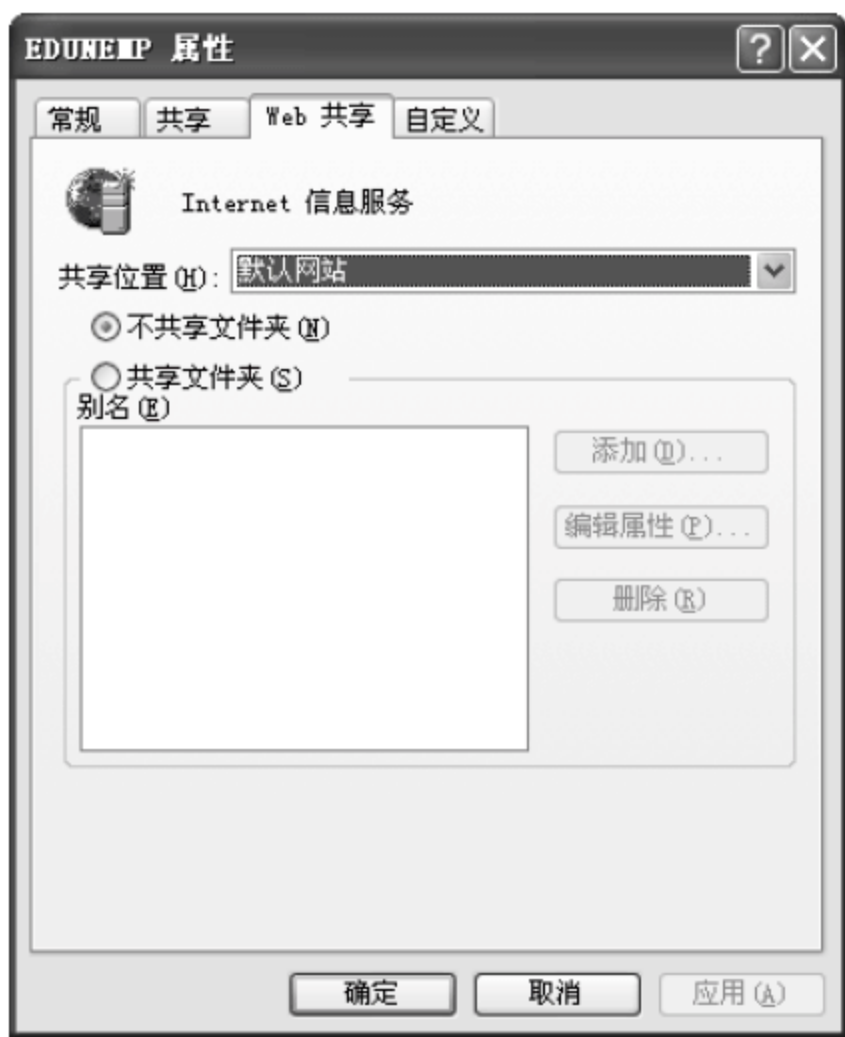 属性
常规 共享 Web 共享 自定义
Internet 信息服务
共享位置(H): 默认网站
不共享文件夹(N)
共享文件夹(S)
别名(E)
添加(D)...
编辑属性(P)...
删除(R)
确定 取消 应用(A)